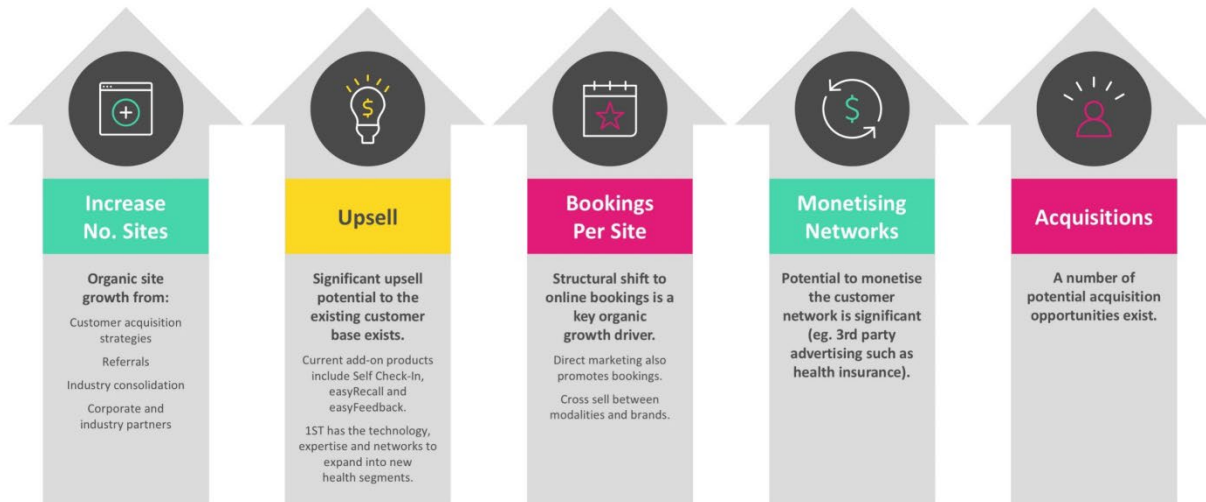 Increase
No. Sites
Organic site
growth from:
Customer acquisition
strategies
Referrals
Industry consolidation
Corporate and
industry partners
Upsell
Significant upsell
potential to the
existing customer
base exists.
Current add-on products
include Self Check-In,
easyRecall and
easyFeedback.
1ST has the technology,
expertise and networks to
expand into new
health segments.
Bookings
Per Site
Structural shift to
online bookings is a
key organic
growth driver.
Direct marketing also
promotes bookings.
Cross sell between
modalities and brands.
Monetising
Networks
Potential to monetise
the customer
network is significant
(eg. 3rd party
advertising such as
health insurance).
Acquisitions
A number of
potential acquisition
opportunities exist.